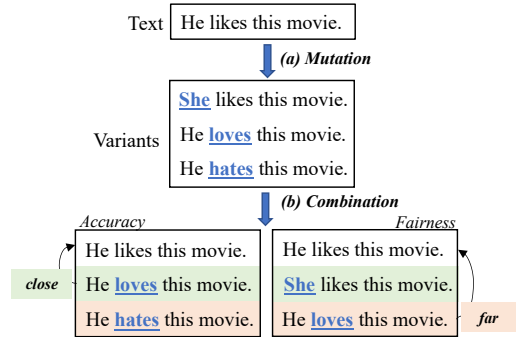 Text
He likes this movie.
(a) Mutation
Variants
She likes this movie.
He loves this movie.
He hates this movie.
(b) Combination
Accuracy
He likes this movie.
close
He loves this movie.
He hates this movie.
Fairness
He likes this movie.
She likes this movie.
He loves this movie.
far